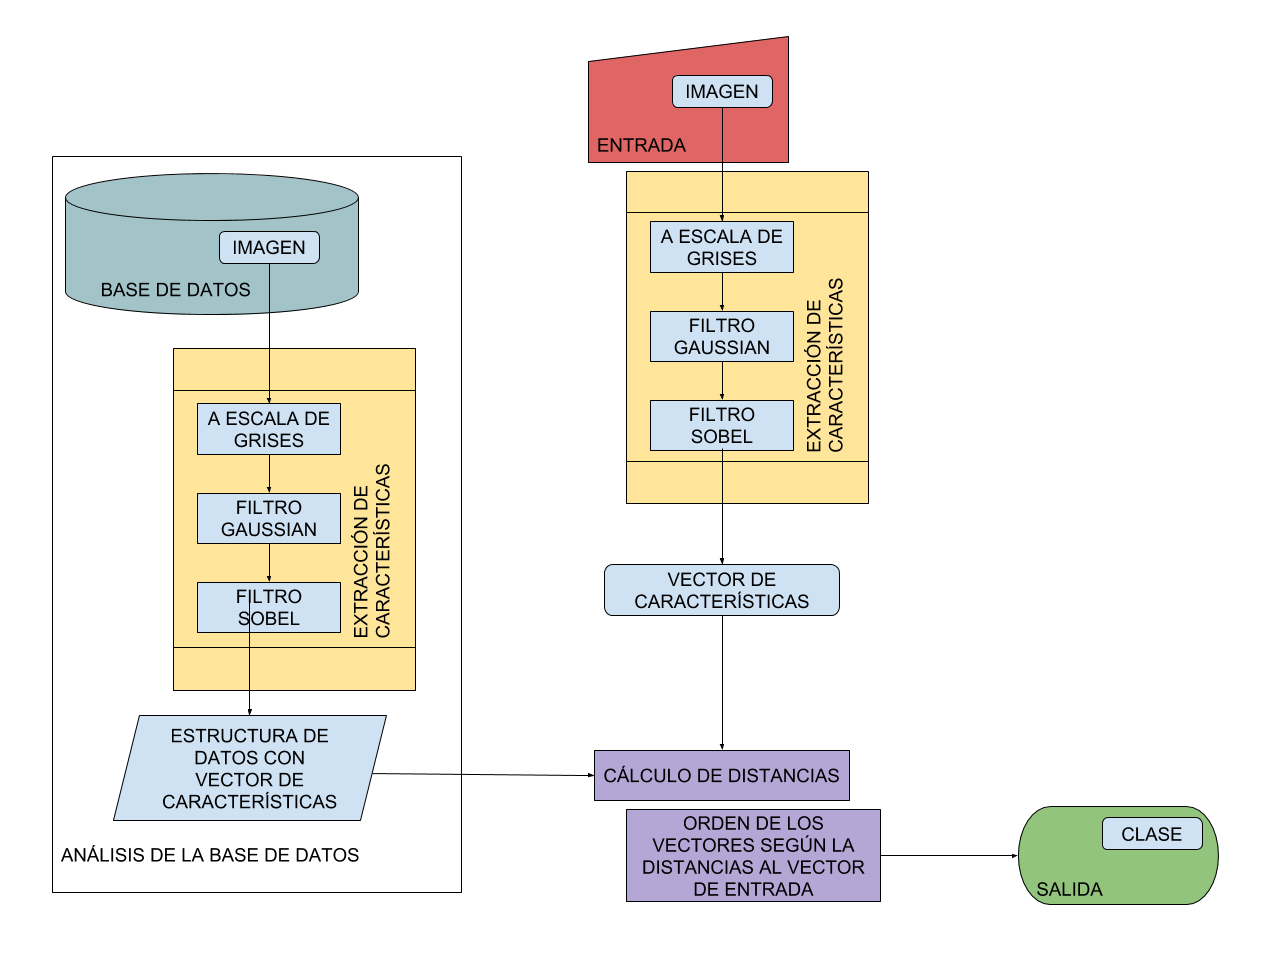 IMAGEN
ENTRADA
A ESCALA DE
GRISES
FILTRO
GAUSSIAN
FILTRO
SOBEL
EXTRACCIÓN DE
CARACTERÍSTICAS
VECTOR DE
CARACTERÍSTICAS
IMAGEN
BASE DE DATOS
A ESCALA DE
GRISES
FILTRO
GAUSSIAN
FILTRO
SOBEL
EXTRACCIÓN DE
CARACTERÍSTICAS
ESTRUCTURA DE
DATOS CON
VECTOR DE
CARACTERÍSTICAS
ANÁLISIS DE LA BASE DE DATOS
CÁLCULO DE DISTANCIAS
ORDEN DE LOS
VECTORES SEGÚN LA
DISTANCIAS AL VECTOR
DE ENTRADA
CLASE
SALIDA